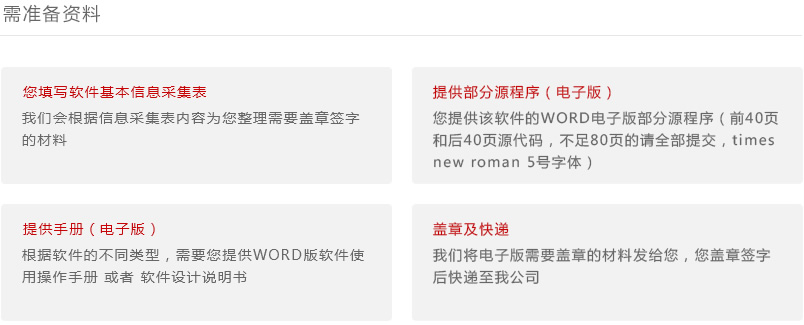 需准备资料
您填写软件基本信息采集表
我们会根据信息采集表内容为您整理需要盖章签字
的材料
提供部分源程序（电子版）
您提供该软件的WORD电子版部分源程序（前40页
和后40页源代码，不足80页的请全部提交，times
new roman 5号字体）
提供手册（电子版）
根据软件的不同类型，需要您提供WORD版软件使
用操作手册 或者 软件设计说明书
盖章及快递
我们将电子版需要盖章的材料发给您，您盖章签字
后快递至我公司